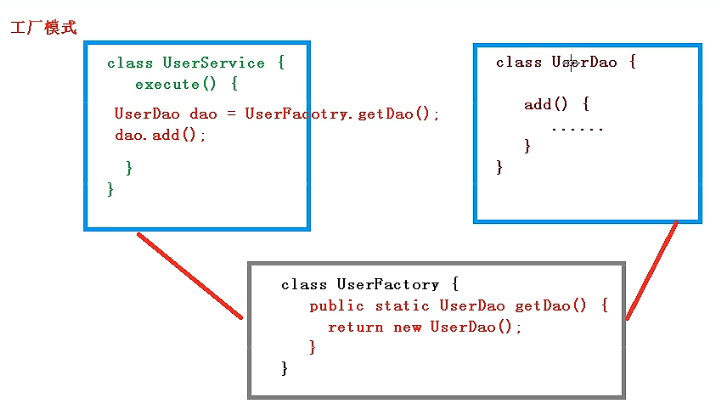 工厂模式
class UserService {
execute() {
UserDao dao = UserFacotry.getDao();
dao.add();
}
}
class UserDao {
add() {
......
}
}
class UserFactory {
public static UserDao getDao() {
return new UserDao();
}
}